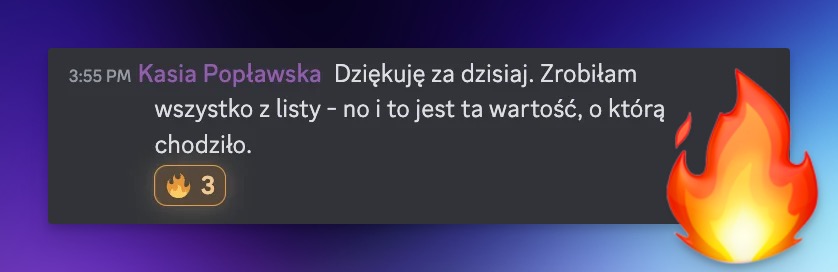 3:55 PM Kasia Popławska Dziękuję za dzisiaj. Zrobiłam
wszystko z listy - no i to jest ta wartość, o którą
chodziło.
3